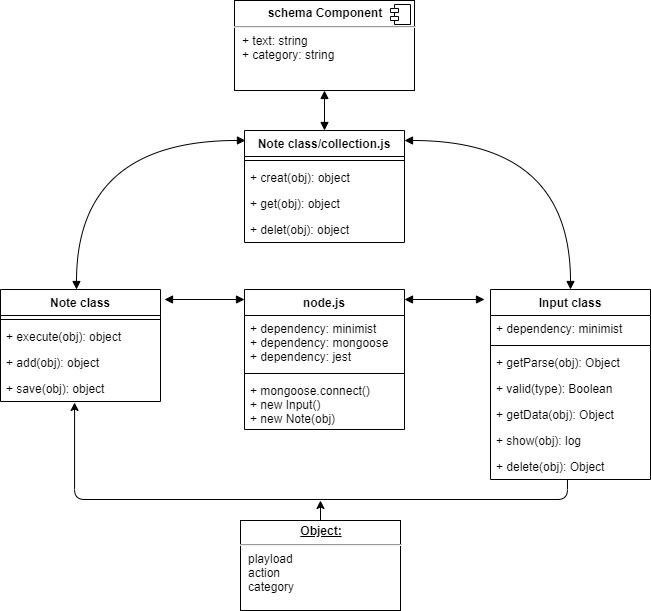 schema Component
+ text: string
+ category: string
Note class/collection.js
+ creat(obj): object
+ get(obj): object
+ delet(obj): object
Note class
+ execute(obj): object
+ add(obj): object
+ save(obj): object
node.js
+ dependency: minimist
+ dependency: mongoose
+ dependency: jest
+ mongoose.connect()
+ new Input()
+ new Note(obj)
Input class
+ dependency: minimist
+ getParse(obj): Object
+ valid(type): Boolean
+ getData(obj): Object
+ show(obj): log
+ delete(obj): Object
Object:
playload
action
category